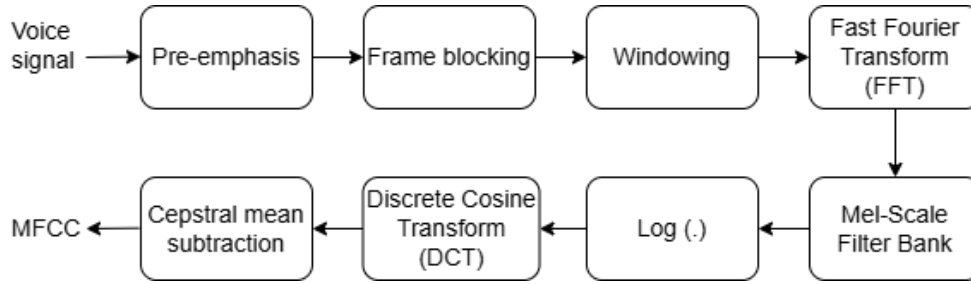 Voice
signal
Pre-emphasis
Frame blocking
Windowing
Fast Fourier
Transform
(FFT)
Mel-Scale
Filter Bank
Log (.)
Discrete Cosine
Transform
(DCT)
Cepstral mean
subtraction
MFCC